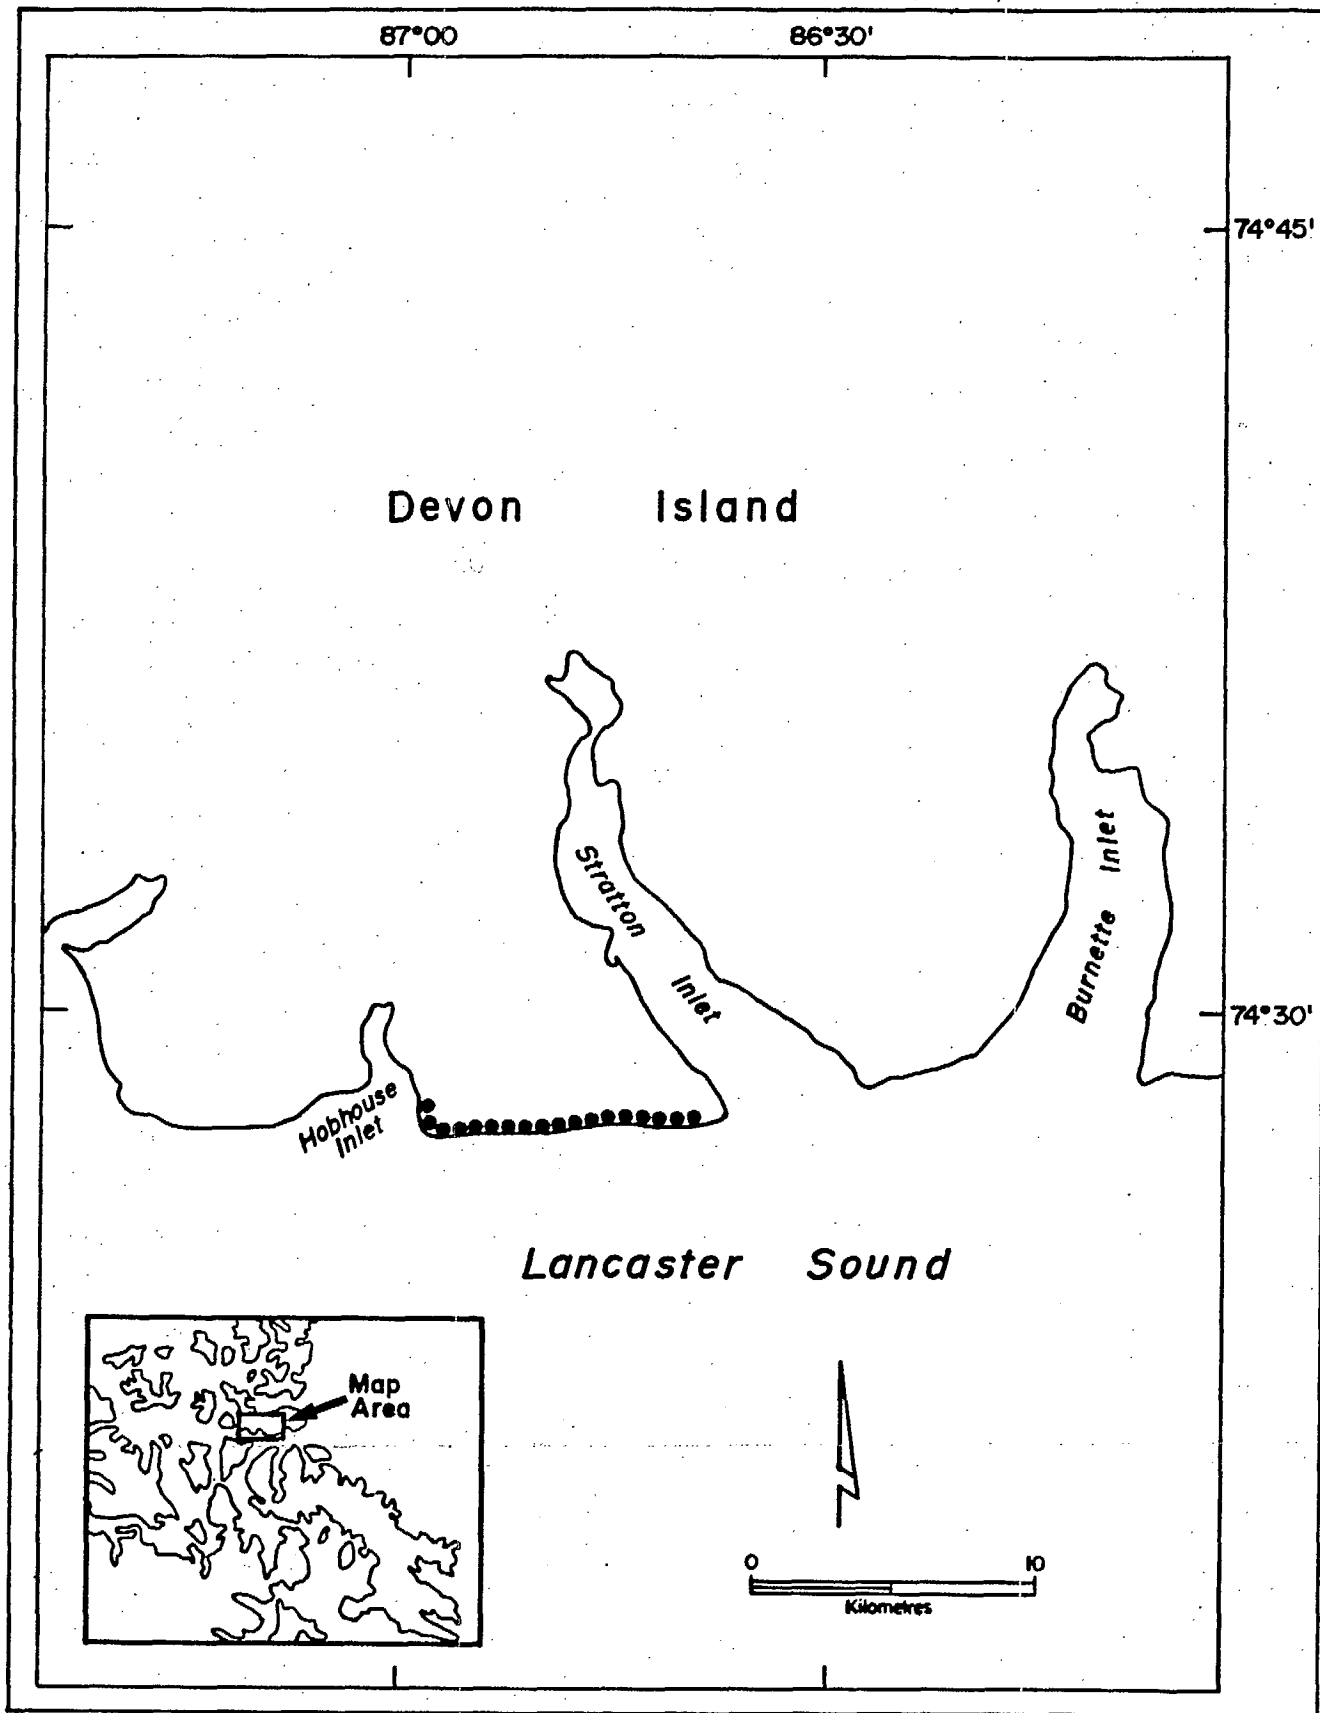 87°00
86°30'
74°45'
Devon Island
Stratton
Inlet
Burnette Inlet
74°30'
Hobhouse
Inlet
Lancaster Sound
Map
Area
0 10
Kilometres